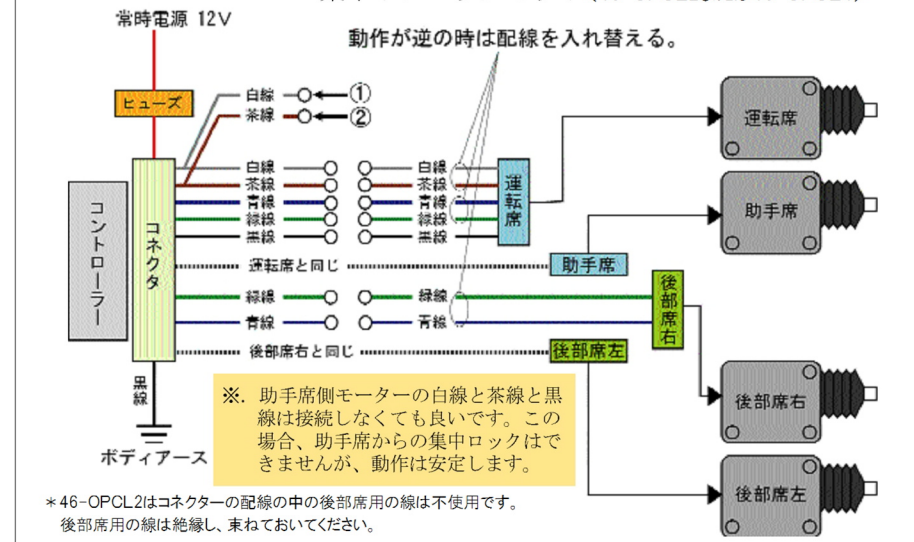 常時電源 12V
動作が逆の時は配線を入れ替える。
ヒューズ
白線 ①
茶線 ②
コントローラー
コネクタ
白線 白線
茶線 茶線
青線 青線
緑線 緑線
黒線 黒線
運転席
運転席と同じ
助手席
緑線 緑線
青線 青線
後部席右
後部席右と同じ
後部席左
運転席
助手席
後部席右
後部席左
黒線
ボディアース
※. 助手席側モーターの白線と茶線と黒
線は接続しなくても良いです。この
場合、助手席からの集中ロックはで
きませんが、動作は安定します。
*46-OPCL2はコネクターの配線の中の後部席用の線は不使用です。
後部席用の線は絶縁し、束ねておいてください。